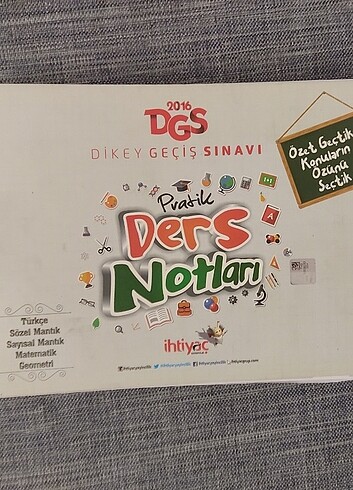 2016
DGS
DİKEY GEÇİŞ SINAVI
Özet Geçtik
Konuların
Özünü
Seçtik
Pratik
Ders
Notları
Türkçe
Sözel Mantık
Sayısal Mantık
Matematik
Geometri
ihtiyaç